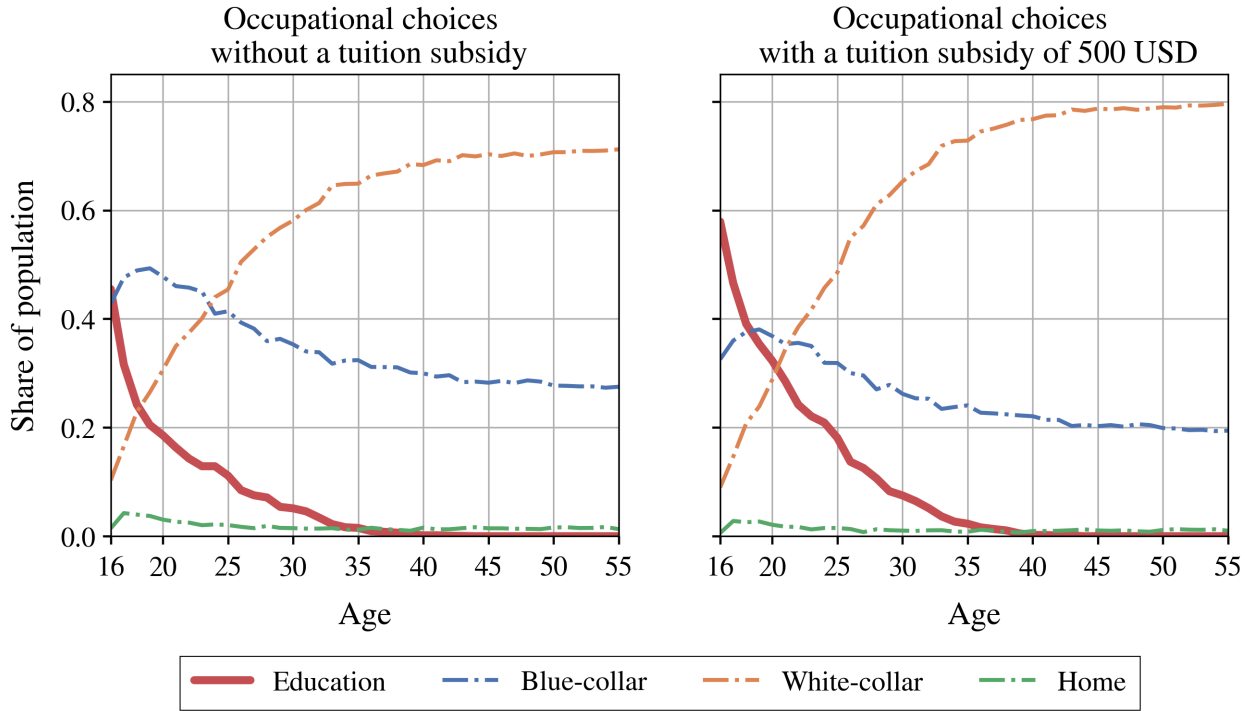 Occupational choices
without a tuition subsidy
Occupational choices
with a tuition subsidy of 500 USD
Share of population
0.8
0.6
0.4
0.2
0.0
16 20 25 30 35 40 45 50 55
16 20 25 30 35 40 45 50 55
Age
Age
Education Blue-collar White-collar Home